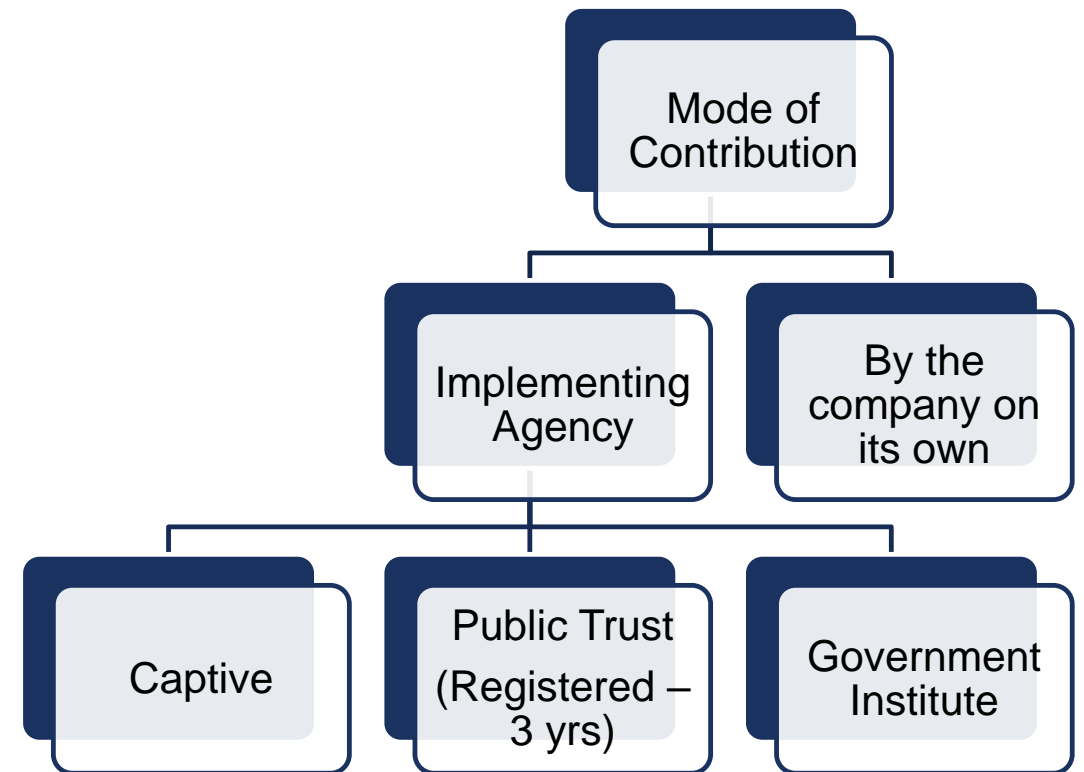 Mode of
Contribution
Implementing
Agency
By the
company on
its own
Captive
Public Trust
(Registered –
3 yrs)
Government
Institute